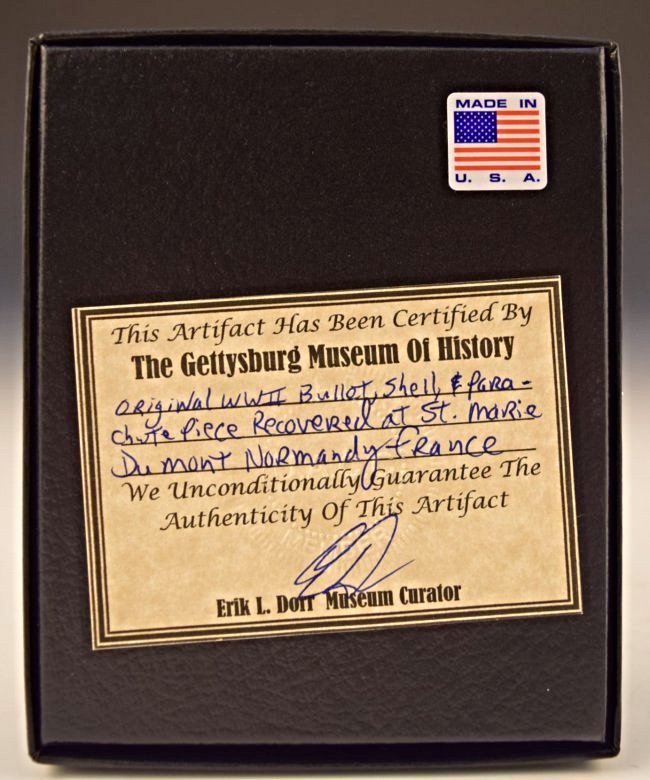 MADE IN
U. S. A.
This Artifact Has Been Certified By
The Gettysburg Museum Of History
Original WWII Bullet, Shell, & Para-
chute Piece Recovered at St. Marie
Du mont Normandy-France
We Unconditionally Guarantee The
Authenticity Of This Artifact
Erik L. Dorr Museum Curator